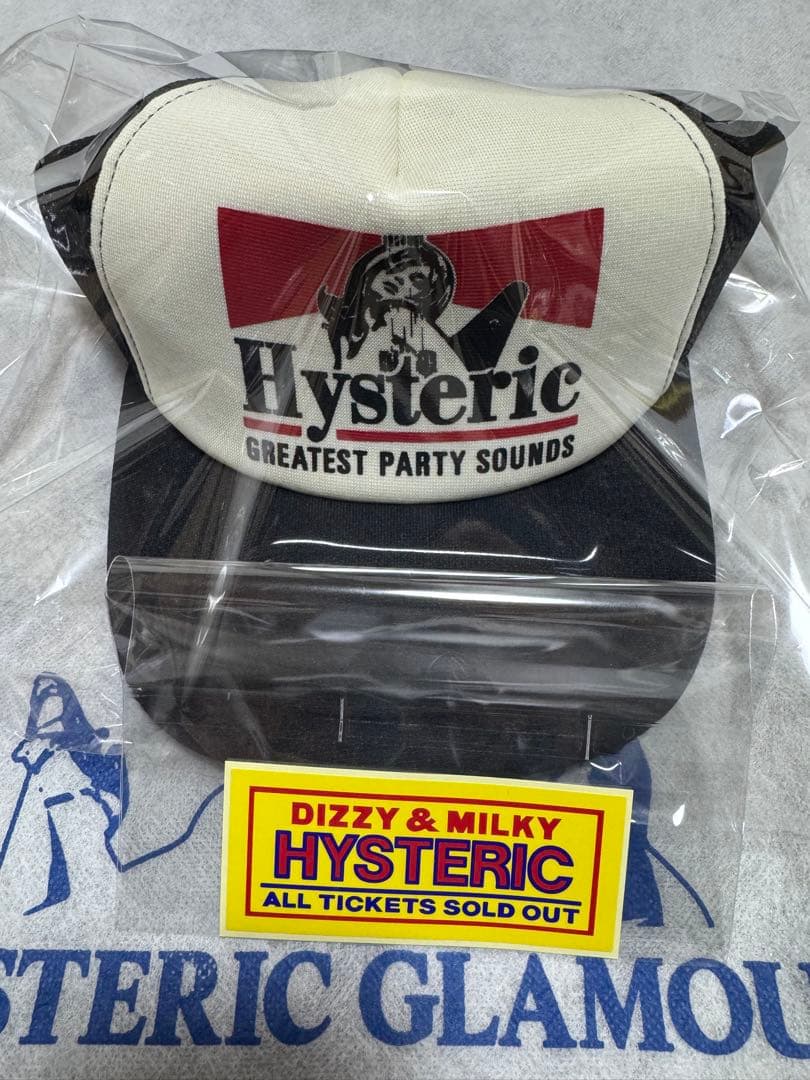 Hysteric
GREATEST PARTY SOUNDS
DIZZY & MILKY
HYSTERIC
ALL TICKETS SOLD OUT
STERIC GLAMOU